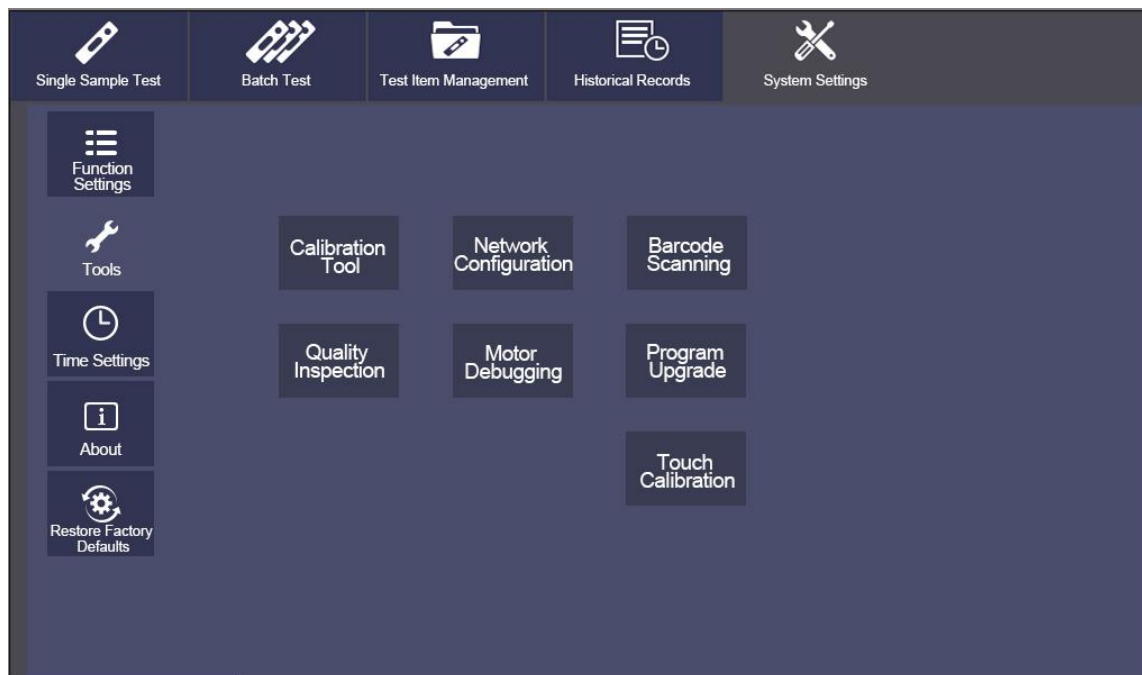 Single Sample Test
Batch Test
Test Item Management
Historical Records
System Settings
Function
Settings
Tools
Time Settings
About
Restore Factory
Defaults
Calibration
Tool
Network
Configuration
Barcode
Scanning
Quality
Inspection
Motor
Debugging
Program
Upgrade
Touch
Calibration